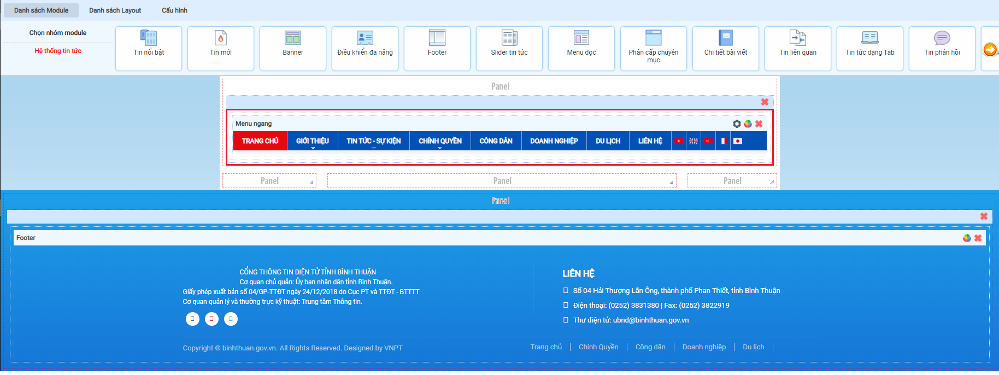 Danh sách Module
Danh sách Layout
Cấu hình
Chọn nhóm module
Hệ thống tin tức
Tin nổi bật
Tin mới
Banner
Điều khiển đa năng
Footer
Slider tin tức
Menu dọc
Phân cấp chuyên
mục
Chi tiết bài viết
Tin liên quan
Tin tức dạng Tab
Tin phản hồi
Panel
Menu ngang
TRANG CHỦ
GIỚI THIỆU
TIN TỨC - SỰ KIỆN
CHÍNH QUYỀN
CÔNG DÂN
DOANH NGHIỆP
DU LỊCH
LIÊN HỆ
Panel
Panel
Panel
Panel
Footer
CỔNG THÔNG TIN ĐIỆN TỬ TỈNH BÌNH THUẬN
Cơ quan chủ quản: Ủy ban nhân dân tỉnh Bình Thuận.
Giấy phép xuất bản số 04/GP-TTĐT ngày 24/12/2018 do Cục PT và TTĐT - BTTTT
Cơ quan quản lý và thường trực kỹ thuật: Trung tâm Thông tin.
LIÊN HỆ
Số 04 Hải Thượng Lãn Ông, thành phố Phan Thiết, tỉnh Bình Thuận
Điện thoại: (0252) 3831380 | Fax: (0252) 3822919
Thư điện tử: ubnd@binhthuan.gov.vn
Copyright © binhthuan.gov.vn. All Rights Reserved. Designed by VNPT
Trang chủ
Chính Quyền
Công dân
Doanh nghiệp
Du lịch